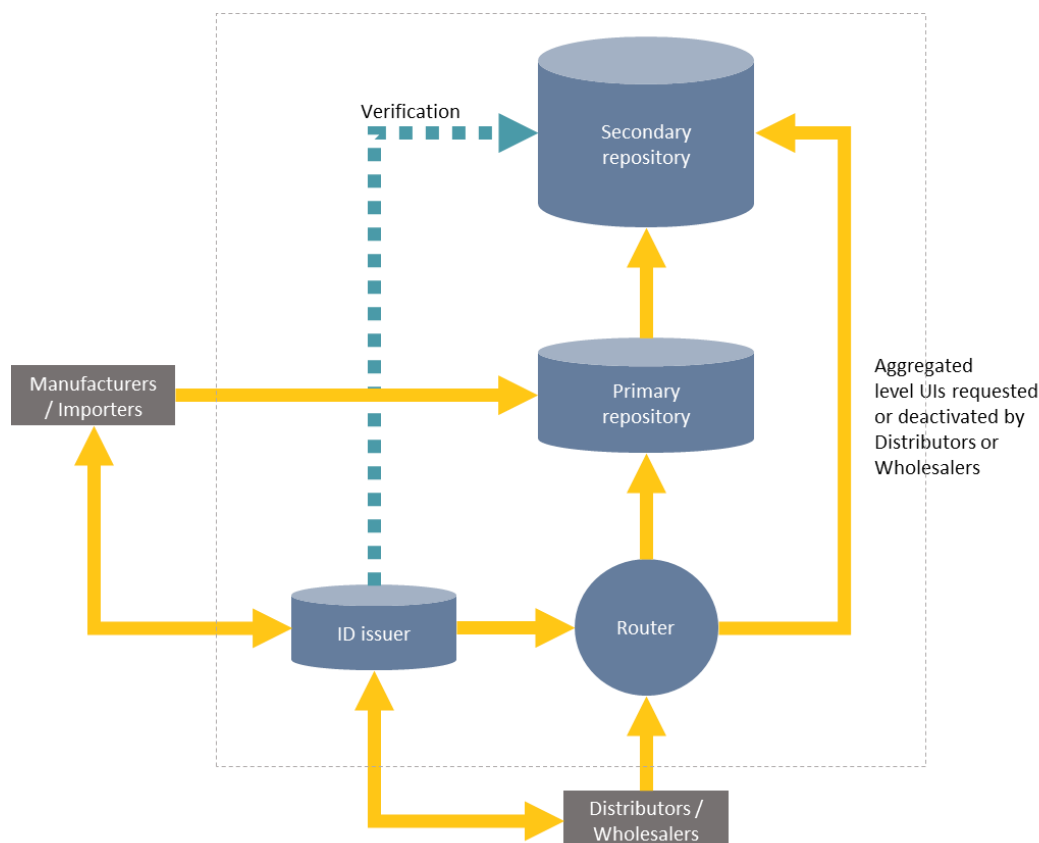 Verification
Secondary
repository
Manufacturers
/ Importers
Primary
repository
Aggregated
level UIs requested
or deactivated by
Distributors or
Wholesalers
ID issuer
Router
Distributors /
Wholesalers